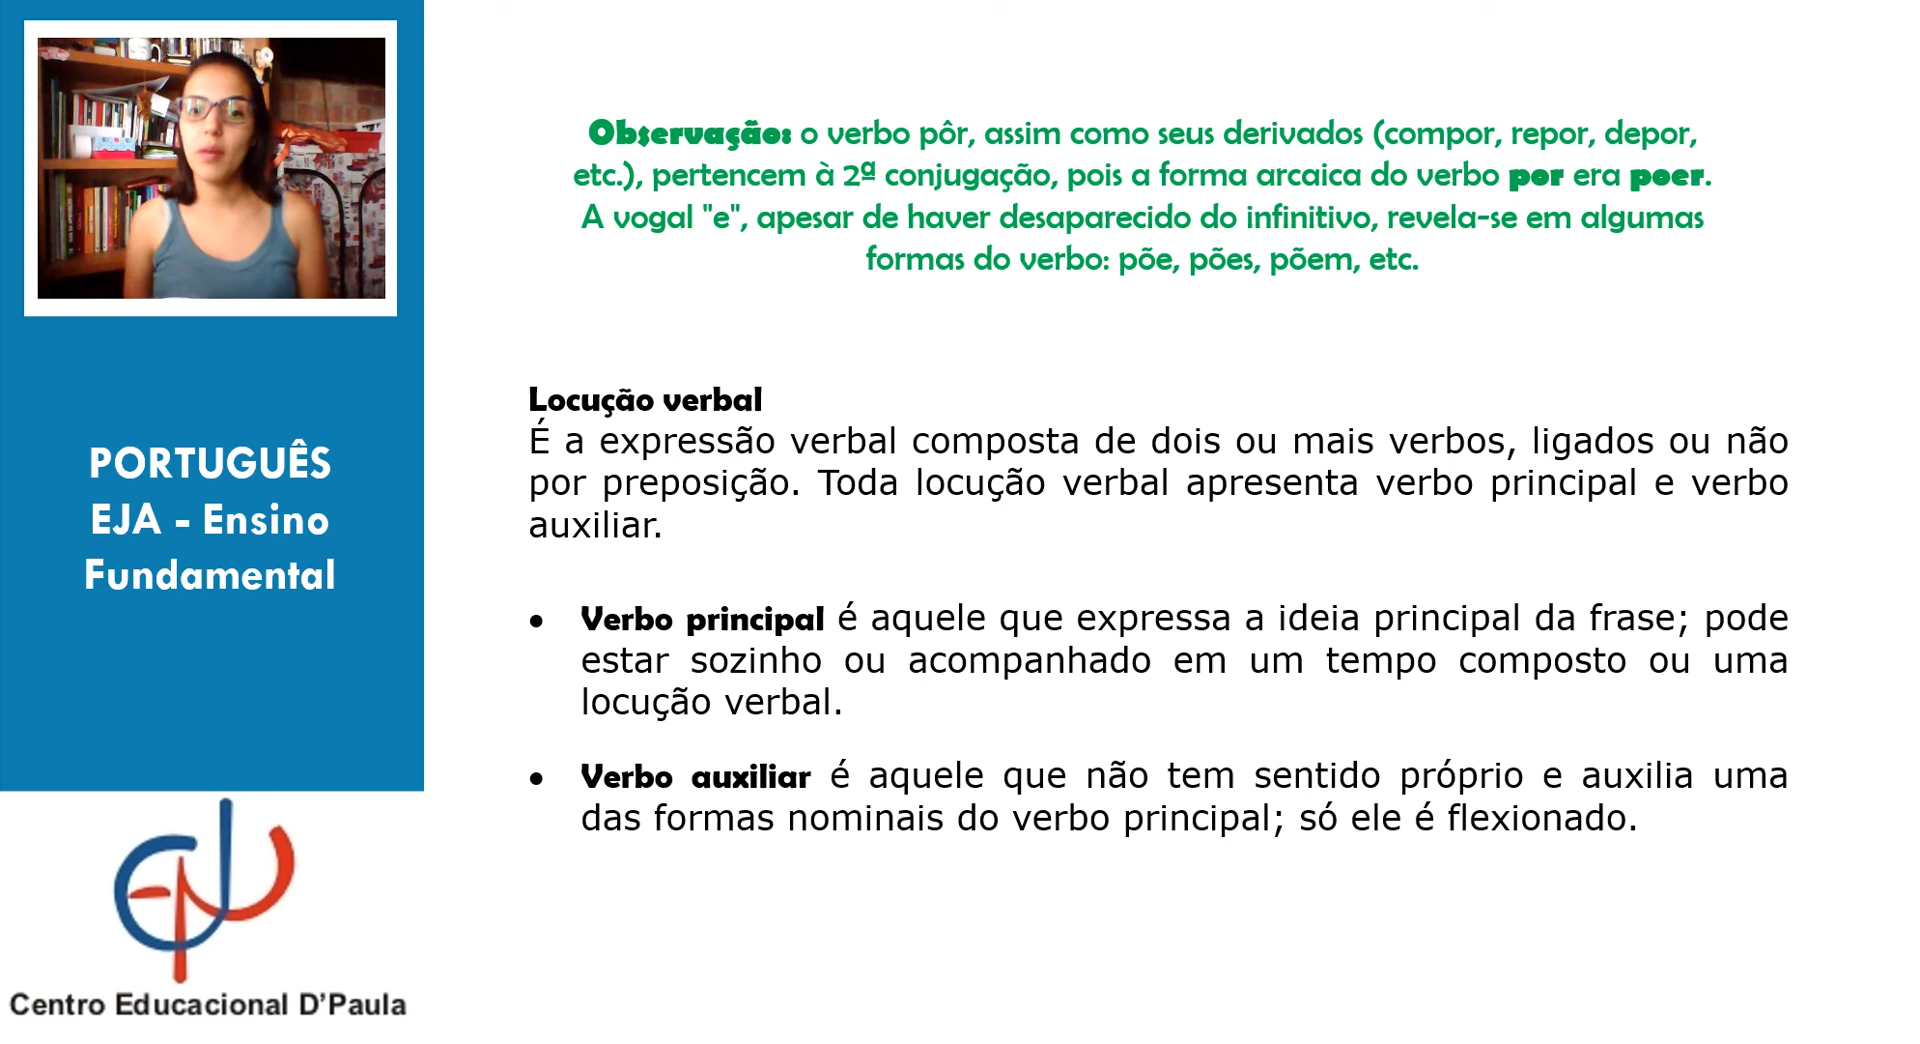 Observação: o verbo pôr, assim como seus derivados (compor, repor, depor,
etc.), pertencem à 2ª conjugação, pois a forma arcaica do verbo por era poer.
A vogal "e", apesar de haver desaparecido do infinitivo, revela-se em algumas
formas do verbo: põe, pões, põem, etc.
Locução verbal
É a expressão verbal composta de dois ou mais verbos, ligados ou não
por preposição. Toda locução verbal apresenta verbo principal e verbo
auxiliar.
• Verbo principal é aquele que expressa a ideia principal da frase; pode
estar sozinho ou acompanhado em um tempo composto ou uma
locução verbal.
• Verbo auxiliar é aquele que não tem sentido próprio e auxilia uma
das formas nominais do verbo principal; só ele é flexionado.
PORTUGUÊS
EJA - Ensino
Fundamental
Centro Educacional D'Paula